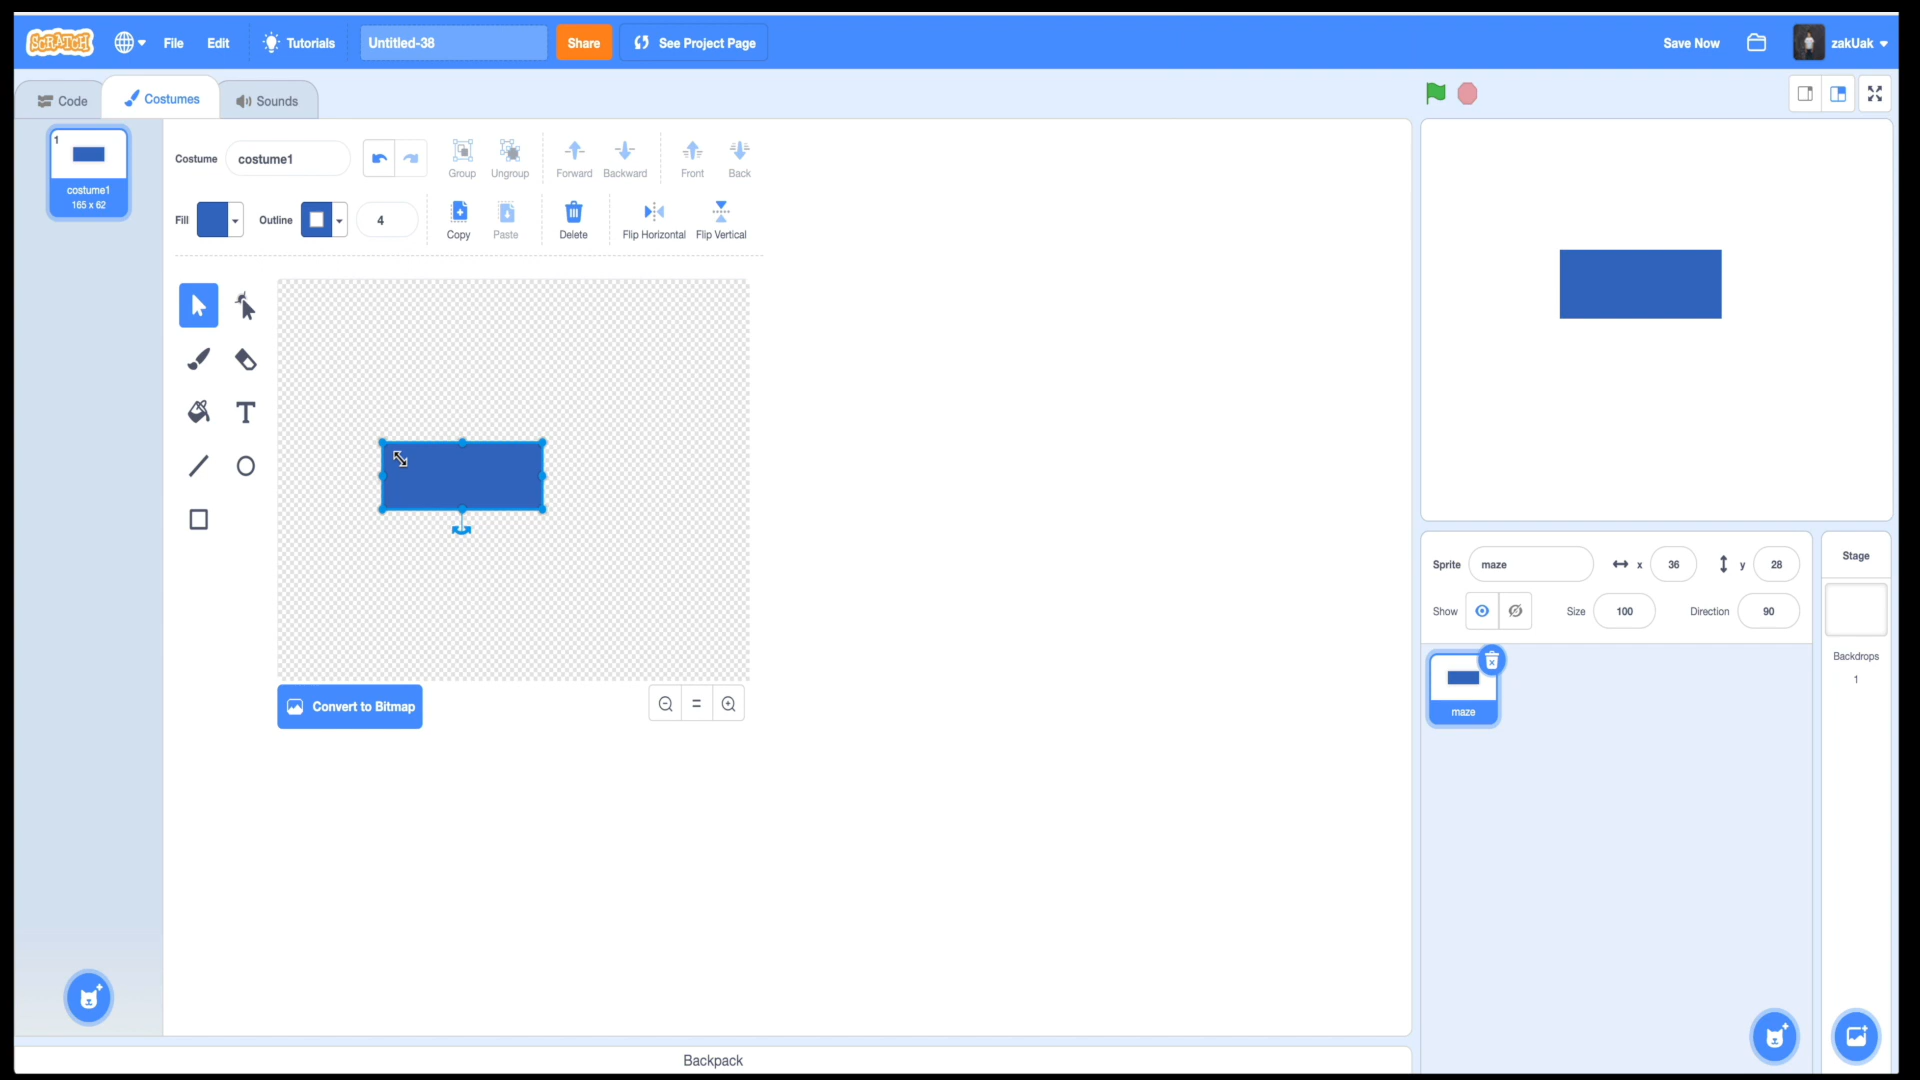 SCRATCH File Edit Tutorials Untitled-38 Share See Project Page Save Now zakUak
Code Costumes Sounds
1
costume1
165 x 62
Costume costume1 Group Ungroup Forward Backward Front Back
Fill Outline 4 Copy Paste Delete Flip Horizontal Flip Vertical
T
Convert to Bitmap
=
Sprite maze x 36 y 28
Show Size 100 Direction 90
maze
Stage
Backdrops
1
Backpack